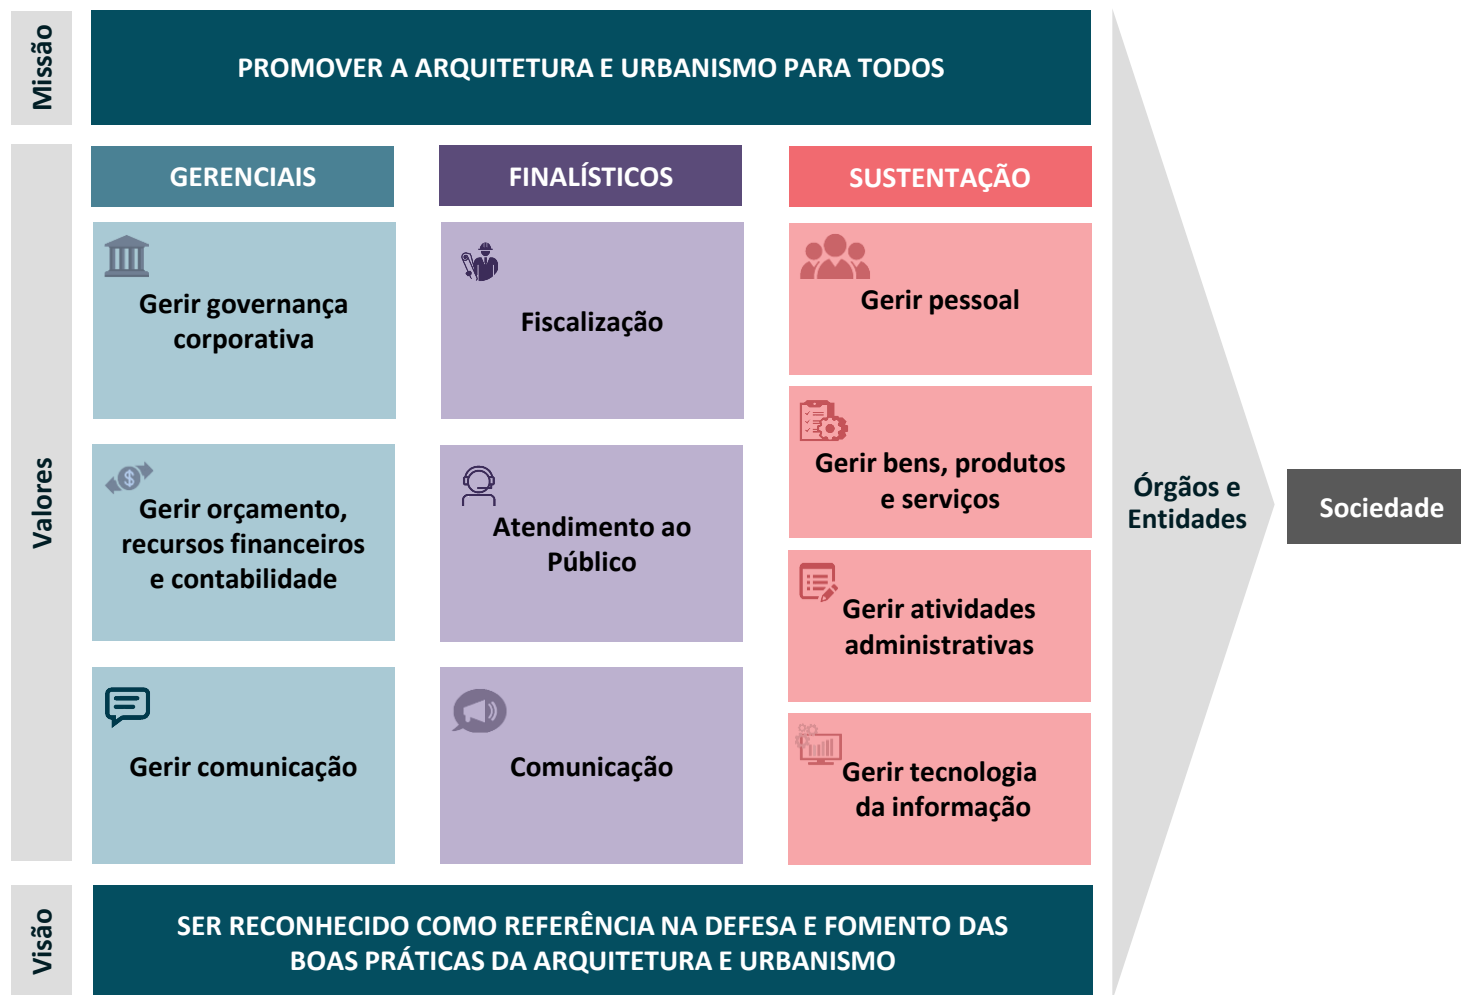 Missão
PROMOVER A ARQUITETURA E URBANISMO PARA TODOS
Valores
GERENCIAIS
Gerir governança
corporativa
Gerir orçamento,
recursos financeiros
e contabilidade
Gerir comunicação
FINALÍSTICOS
Fiscalização
Atendimento ao
Público
Comunicação
SUSTENTAÇÃO
Gerir pessoal
Gerir bens, produtos
e serviços
Gerir atividades
administrativas
Gerir tecnologia
da informação
Órgãos e
Entidades
Sociedade
Visão
SER RECONHECIDO COMO REFERÊNCIA NA DEFESA E FOMENTO DAS
BOAS PRÁTICAS DA ARQUITETURA E URBANISMO